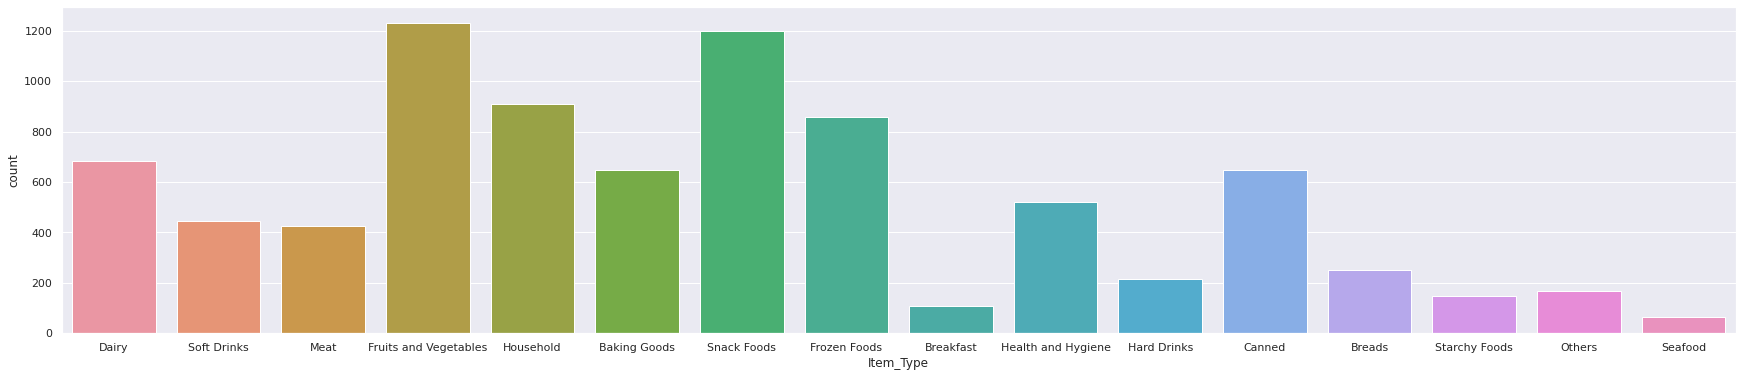 1200
1000
800
600
400
200
0
count
Dairy Soft Drinks Meat Fruits and Vegetables Household Baking Goods Snack Foods Frozen Foods Breakfast Health and Hygiene Hard Drinks Canned Breads Starchy Foods Others Seafood
Item_Type